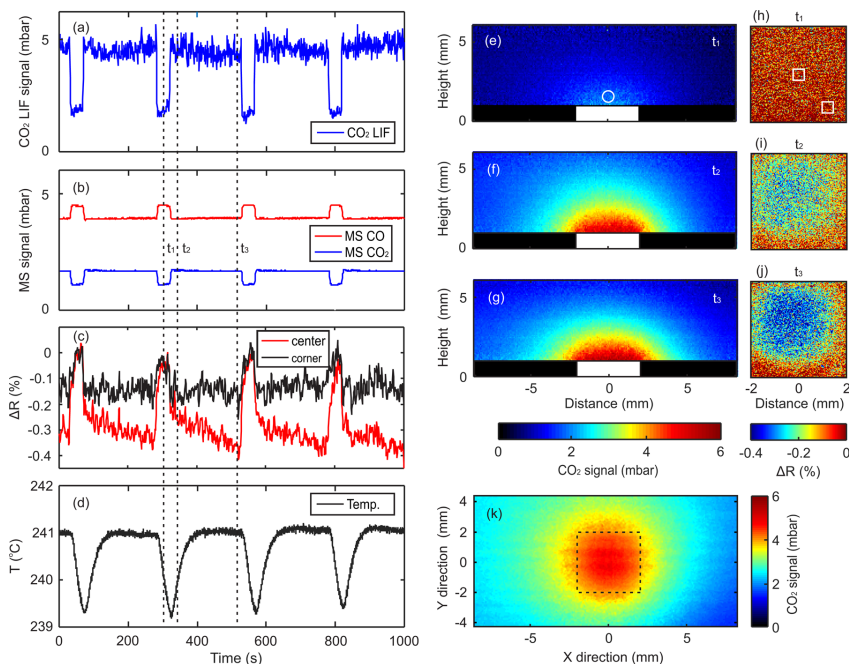 (a)
CO₂ LIF signal (mbar)
5
0
CO₂ LIF
(b)
MS signal (mbar)
5
0
MS CO
MS CO₂
t₁
t₂
t₃
(c)
ΔR (%)
0
-0.1
-0.2
-0.3
-0.4
center
corner
(d)
T (°C)
242
241
240
239
Temp.
0 200 400 600 800 1000
Time (s)
(e)
t₁
Height (mm)
5
0
(f)
t₂
Height (mm)
5
0
(g)
t₃
Height (mm)
5
0
-5 0 5
Distance (mm)
0 2 4 6
CO₂ signal (mbar)
(h)
t₁
(i)
t₂
(j)
t₃
-2 0 2
Distance (mm)
-0.4 -0.2 0
ΔR (%)
(k)
Y direction (mm)
4
2
0
-2
-4
-5 0 5
X direction (mm)
6
4
2
0
CO₂ signal (mbar)